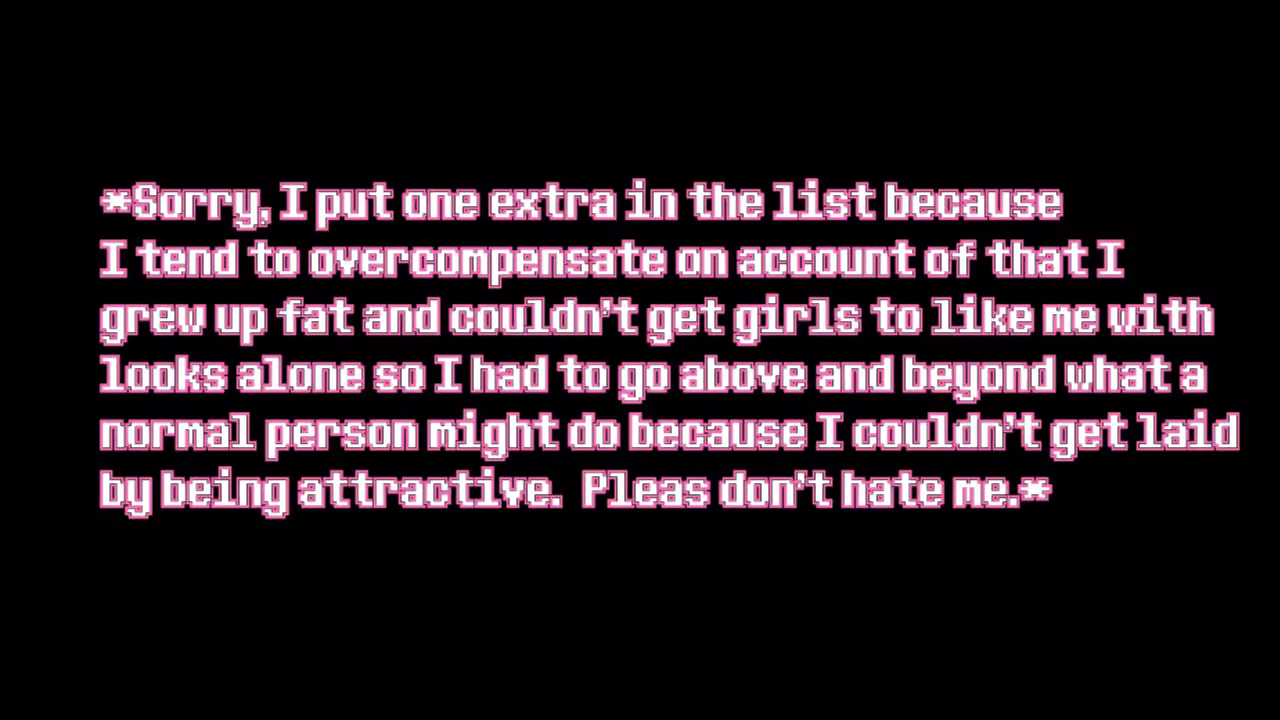 *Sorry, I put one extra in the list because
I tend to overcompensate on account of that I
grew up fat and couldn't get girls to like me with
looks alone so I had to go above and beyond what a
normal person might do because I couldn't get laid
by being attractive. Pleas don't hate me.*